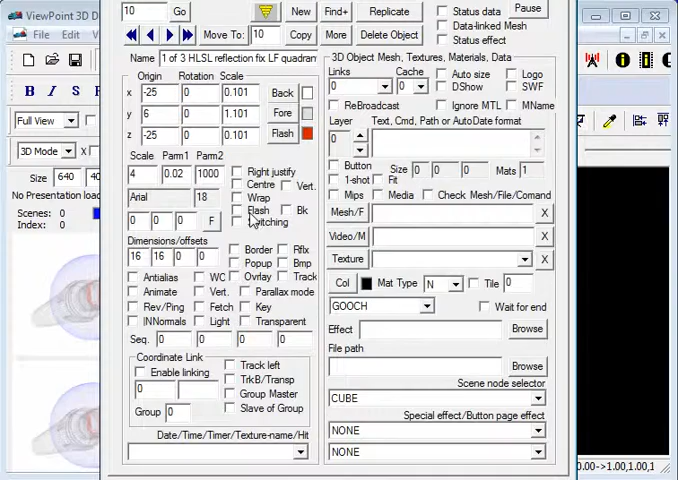 ViewPoint 3D D
File Edit
B I S
Full View
3D Mode
Size 640
No Presentation load
Scenes: 0
Index: 0
10 Go New Find+ Replicate Status data Pause
Data-linked Mesh
Move To: 10 Copy More Delete Object Status effect
Name 1 of 3 HLSL reflection fix LF quadran
Origin Rotation Scale
x -25 0 0.101 Back
y 6 0 1.101 Fore
z -25 0 0.101 Flash
Scale Parm1 Parm2
4 0.02 1000
Right justify
Centre Vert.
Arial 18 Wrap
Flash Bk
0 0 0 F Switching
Dimensions/offsets
16 16 0 0
Border Rflx
Popup Bmp
Antialias WC Ovrlay Track
Animate Vert. Parallax mode
Rev/Ping Fetch Key
INNormals Light Transparent
Seq. 0 0 0 0
Coordinate Link
Enable linking
0
Group 0
Track left
TrkB/Transp
Group Master
Slave of Group
Date/Time/Timer/Texture-name/Hit
3D Object Mesh, Textures, Materials, Data
Links Cache Auto size Logo
0 0 DShow SWF
ReBroadcast Ignore MTL MName
Layer Text, Cmd, Path or AutoDate format
0
Button Size 0 0 0 Mats 1
1-shot Fit
Mips Media Check Mesh/File/Comand
Mesh/F X
Video/M X
Texture X
Col Mat Type N Tile 0
GOOCH Wait for end
Effect Browse
File path
Browse
Scene node selector
CUBE
Special effect/Button page effect
NONE
NONE
0.00->1.00,1.00,1